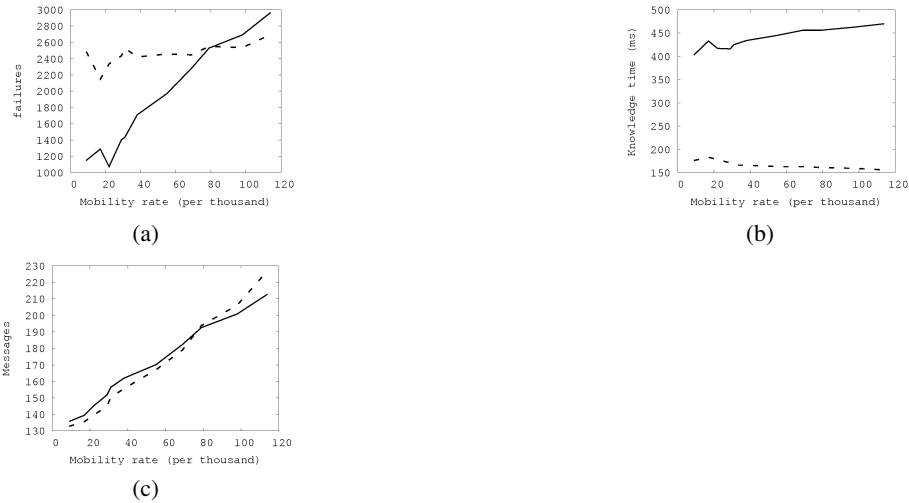 3000
2800
2600
2400
2200
2000
1800
1600
1400
1200
1000
failures
0 20 40 60 80 100 120
Mobility rate (per thousand)
(a)
500
450
400
350
300
250
200
150
Knowledge time (ms)
0 20 40 60 80 100 120
Mobility rate (per thousand)
(b)
230
220
210
200
190
180
170
160
150
140
130
Messages
0 20 40 60 80 100 120
Mobility rate (per thousand)
(c)